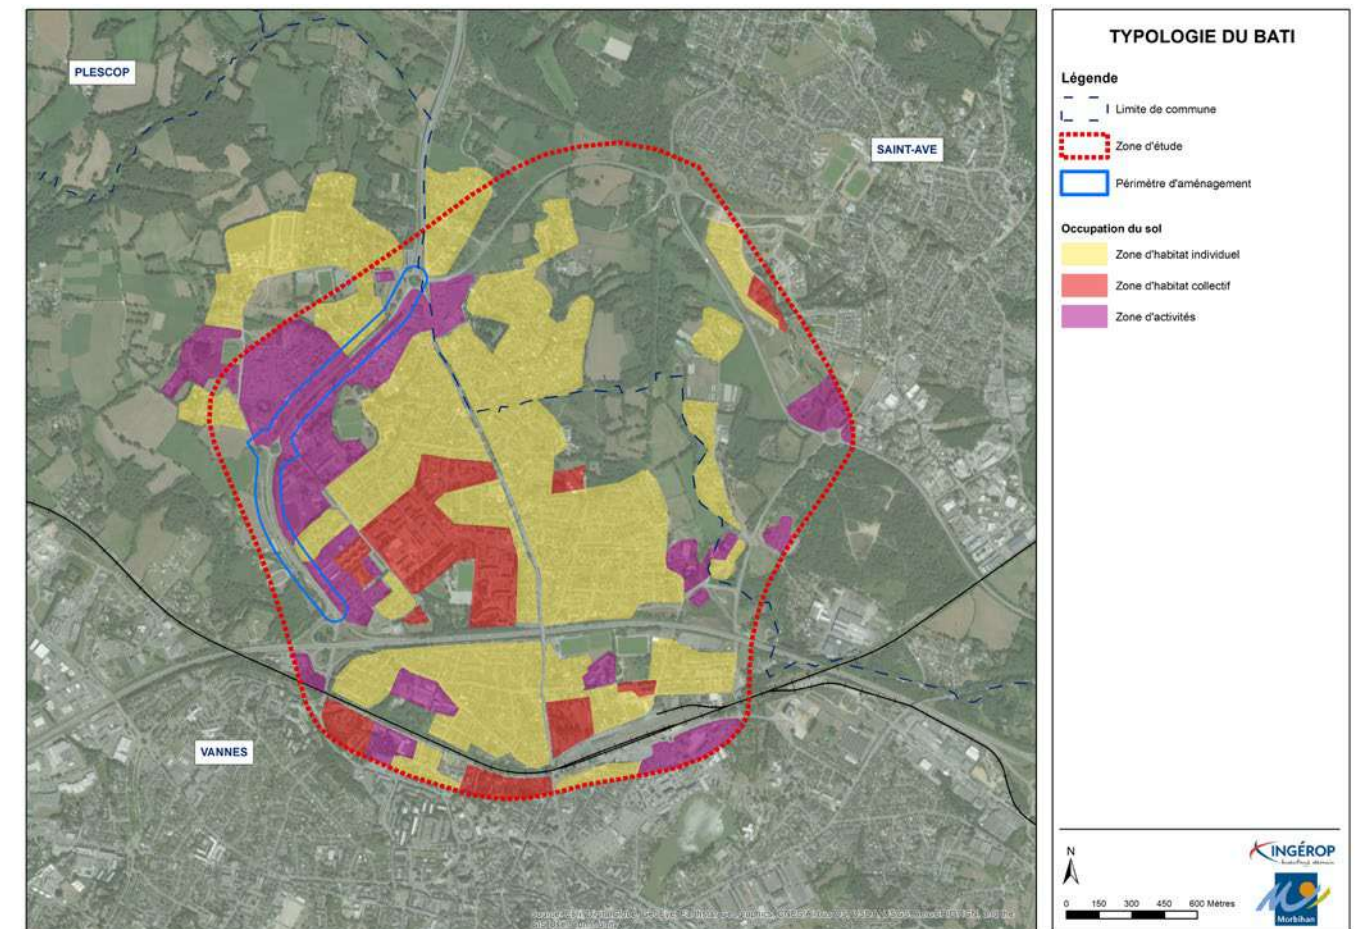 PLESCOP
SAINT-AVE
VANNES
TYPOLOGIE DU BATI
Légende
Limite de commune
Zone d'étude
Périmètre d'aménagement
Occupation du sol
Zone d'habitat individuel
Zone d'habitat collectif
Zone d'activités
N
0 150 300 450 600 Mètres
INGÉROP
Morbihan